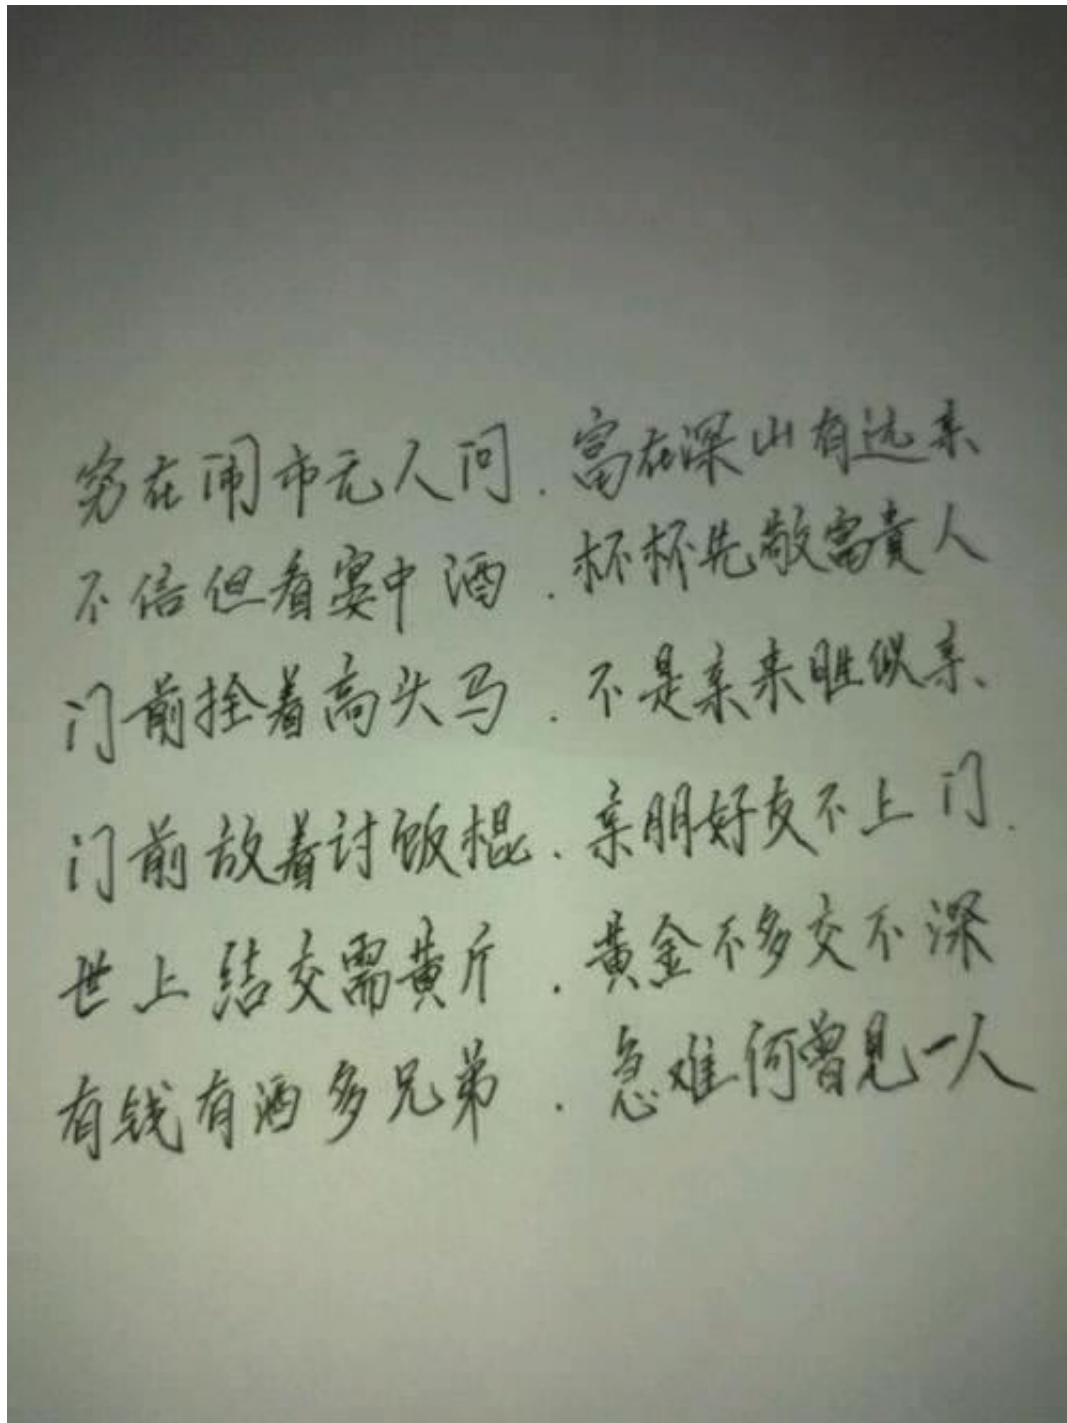 穷在闹市无人问.富在深山有远亲
不信但看宴中酒.杯杯先敬富貴人
门前拴着高头马.不是亲来胜似亲、
门前放着讨饭棍.亲朋好友不上门.
世上结交需黄斤.黄金不多交不深
有钱有酒多兄弟.急难何曾见一人